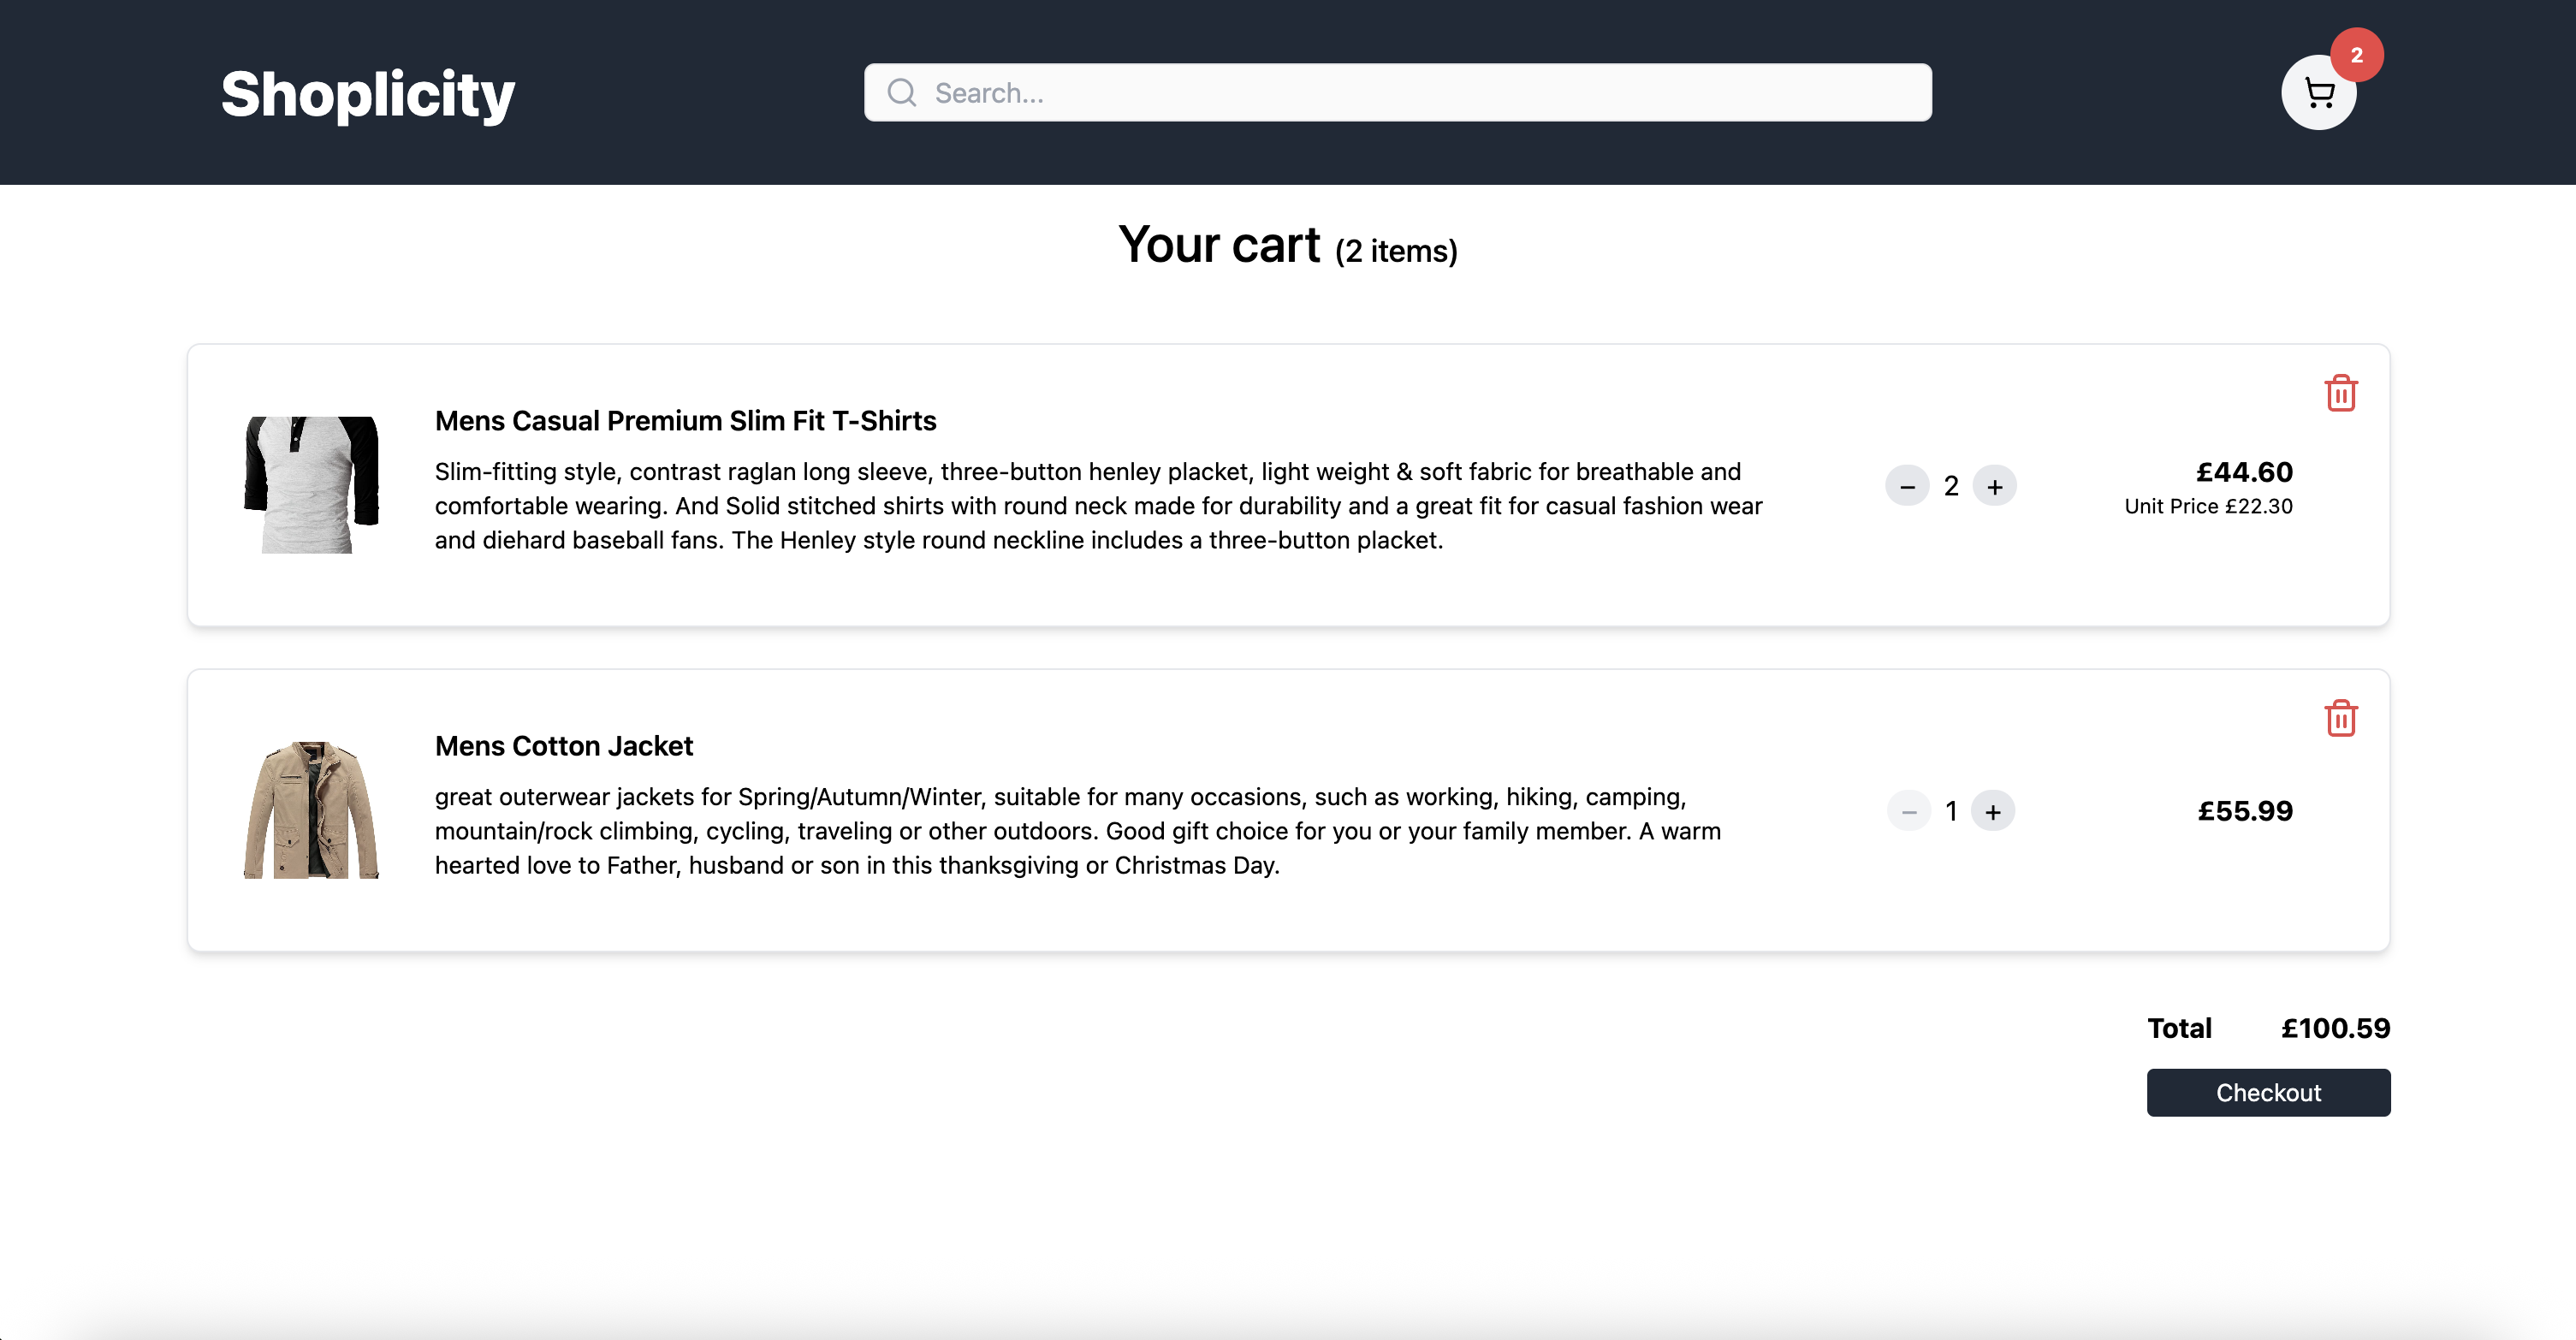 Shoplicity
Search...
2
Your cart (2 items)
Mens Casual Premium Slim Fit T-Shirts
Slim-fitting style, contrast raglan long sleeve, three-button henley placket, light weight & soft fabric for breathable and
comfortable wearing. And Solid stitched shirts with round neck made for durability and a great fit for casual fashion wear
and diehard baseball fans. The Henley style round neckline includes a three-button placket.
− 2 +
£44.60
Unit Price £22.30
Mens Cotton Jacket
great outerwear jackets for Spring/Autumn/Winter, suitable for many occasions, such as working, hiking, camping,
mountain/rock climbing, cycling, traveling or other outdoors. Good gift choice for you or your family member. A warm
hearted love to Father, husband or son in this thanksgiving or Christmas Day.
− 1 +
£55.99
Total £100.59
Checkout